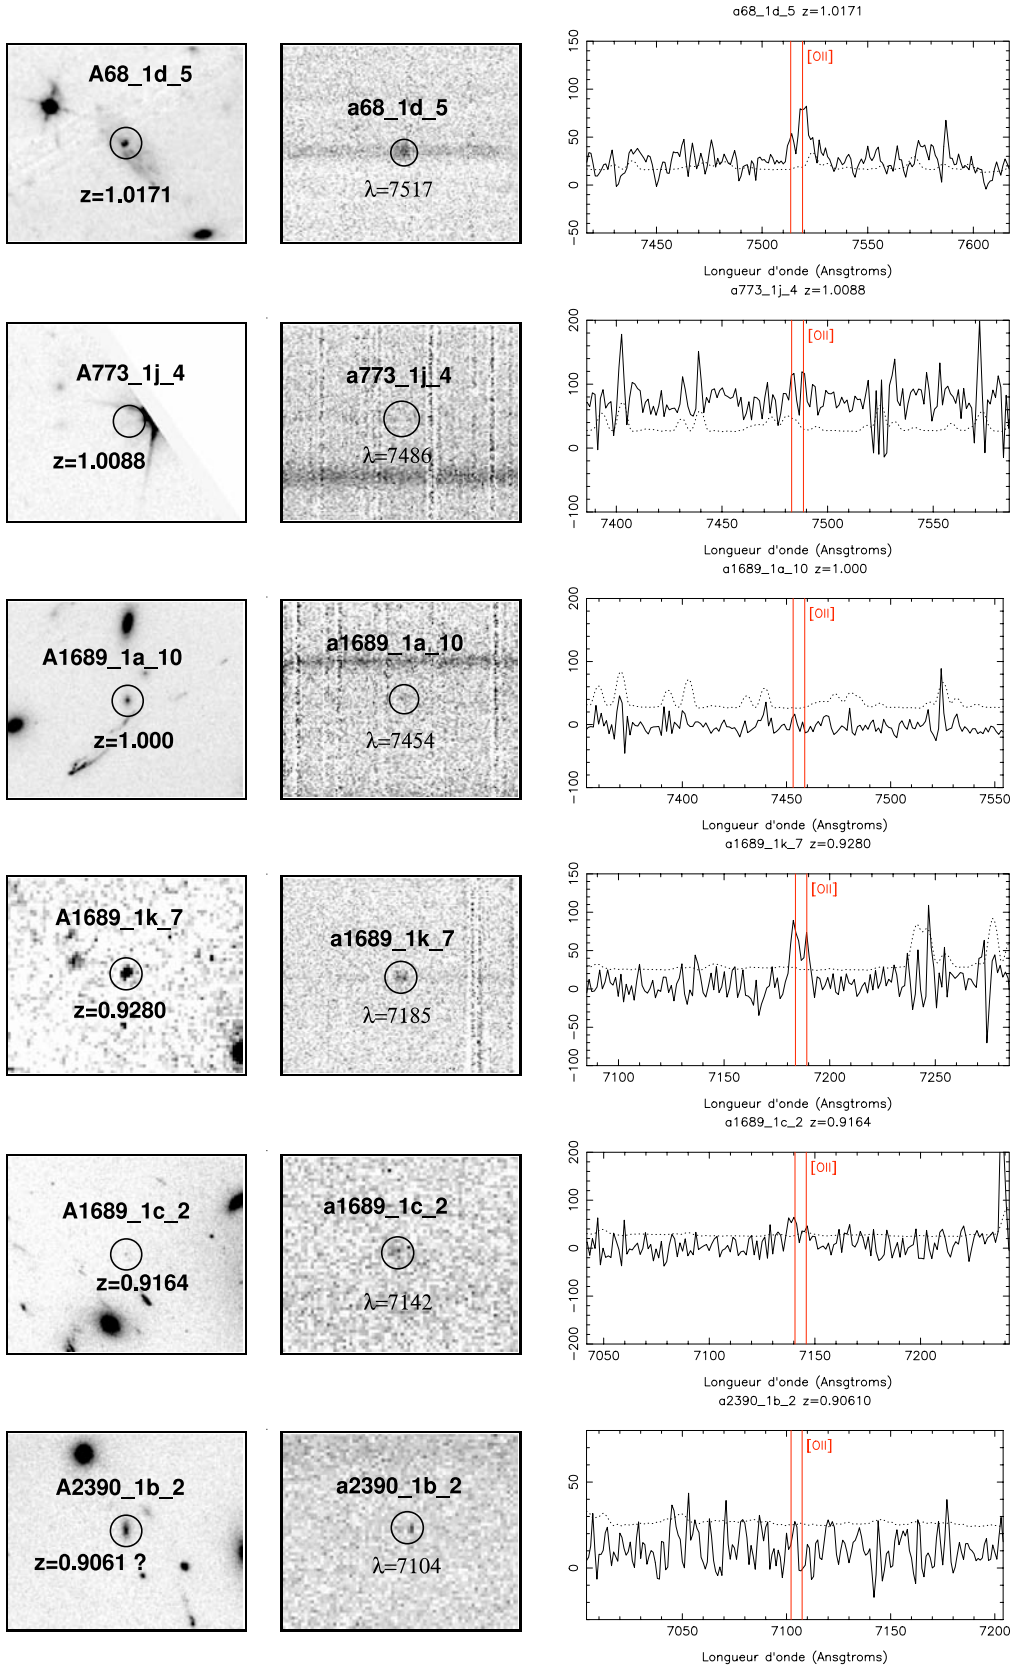 a68_1d_5 z=1.0171
A68_1d_5
z=1.0171
a68_1d_5
λ=7517
[OII]
150
100
50
0
−50
7450 7500 7550 7600
Longueur d'onde (Ansgtroms)
a773_1j_4 z=1.0088
A773_1j_4
z=1.0088
a773_1j_4
λ=7486
[OII]
200
100
0
−100
7400 7450 7500 7550
Longueur d'onde (Ansgtroms)
a1689_1a_10 z=1.000
A1689_1a_10
z=1.000
a1689_1a_10
λ=7454
[OII]
200
100
0
−100
7400 7450 7500 7550
Longueur d'onde (Ansgtroms)
a1689_1k_7 z=0.9280
A1689_1k_7
z=0.9280
a1689_1k_7
λ=7185
[OII]
150
100
50
0
−50
−100
7100 7150 7200 7250
Longueur d'onde (Ansgtroms)
a1689_1c_2 z=0.9164
A1689_1c_2
z=0.9164
a1689_1c_2
λ=7142
[OII]
200
100
0
−100
−200
7050 7100 7150 7200
Longueur d'onde (Ansgtroms)
a2390_1b_2 z=0.90610
A2390_1b_2
z=0.9061 ?
a2390_1b_2
λ=7104
[OII]
50
0
7050 7100 7150 7200
Longueur d'onde (Ansgtroms)